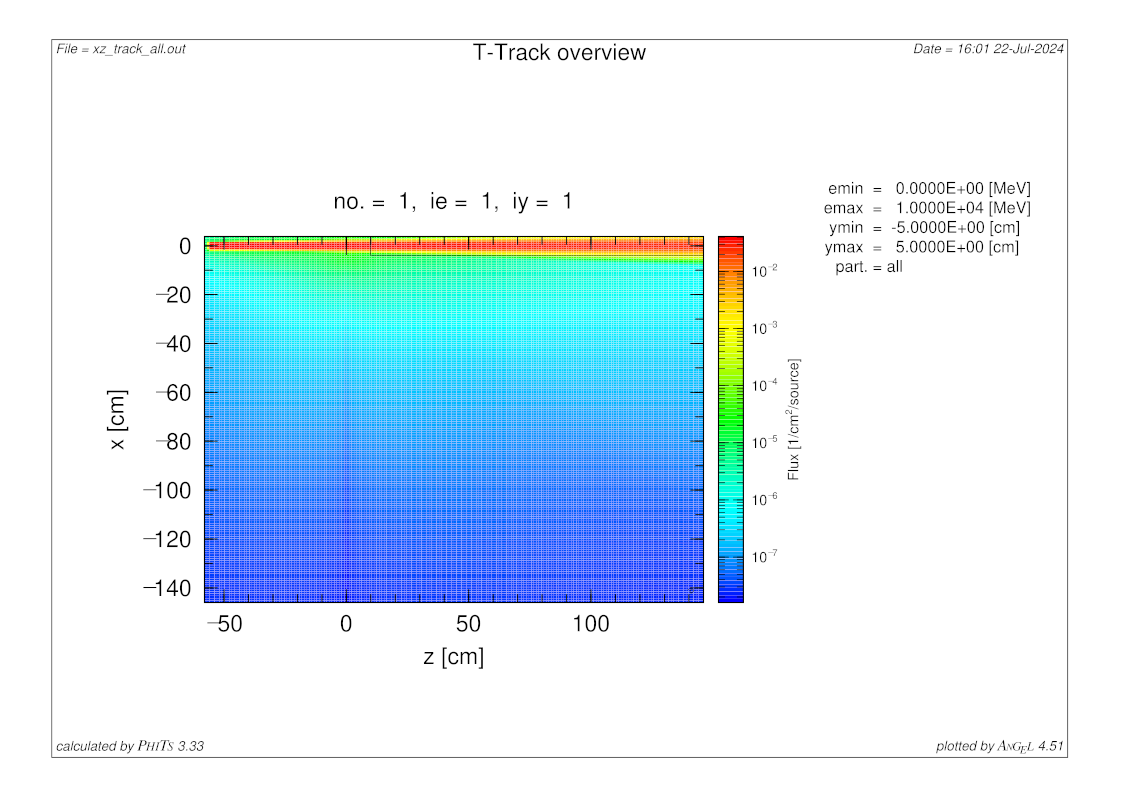 File = xz_track_all.out
T-Track overview
Date = 16:01 22-Jul-2024
no. = 1, ie = 1, iy = 1
emin = 0.0000E+00 [MeV]
emax = 1.0000E+04 [MeV]
ymin = -5.0000E+00 [cm]
ymax = 5.0000E+00 [cm]
part. = all
0
−20
−40
−60
−80
−100
−120
−140
x [cm]
−50 0 50 100
z [cm]
10⁻²
10⁻³
10⁻⁴
10⁻⁵
10⁻⁶
10⁻⁷
Flux [1/cm²/source]
calculated by PHITS 3.33
plotted by ANGEL 4.51